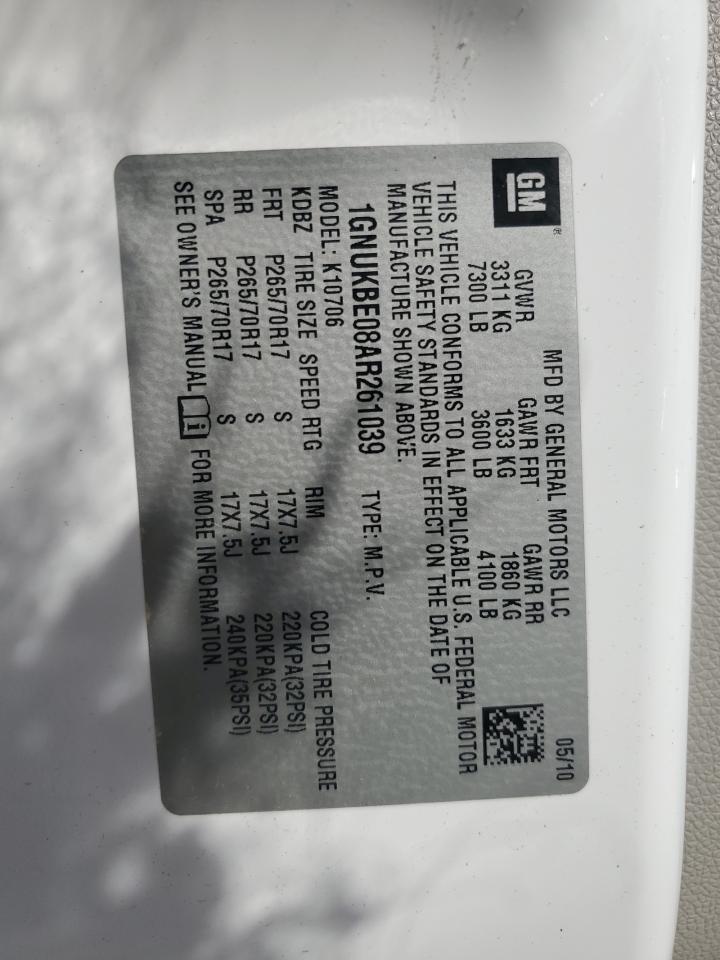 GM ®
MFD BY GENERAL MOTORS LLC 05/10
GVWR GAWR FRT GAWR RR
3311 KG 1633 KG 1860 KG
7300 LB 3600 LB 4100 LB
THIS VEHICLE CONFORMS TO ALL APPLICABLE U.S. FEDERAL MOTOR
VEHICLE SAFETY STANDARDS IN EFFECT ON THE DATE OF
MANUFACTURE SHOWN ABOVE.
1GNUKBE08AR261039 TYPE: M.P.V.
MODEL: K10706
KDBZ TIRE SIZE SPEED RTG RIM COLD TIRE PRESSURE
FRT P265/70R17 S 17X7.5J 220KPA(32PSI)
RR P265/70R17 S 17X7.5J 220KPA(32PSI)
SPA P265/70R17 S 17X7.5J 240KPA(35PSI)
SEE OWNER'S MANUAL i FOR MORE INFORMATION.